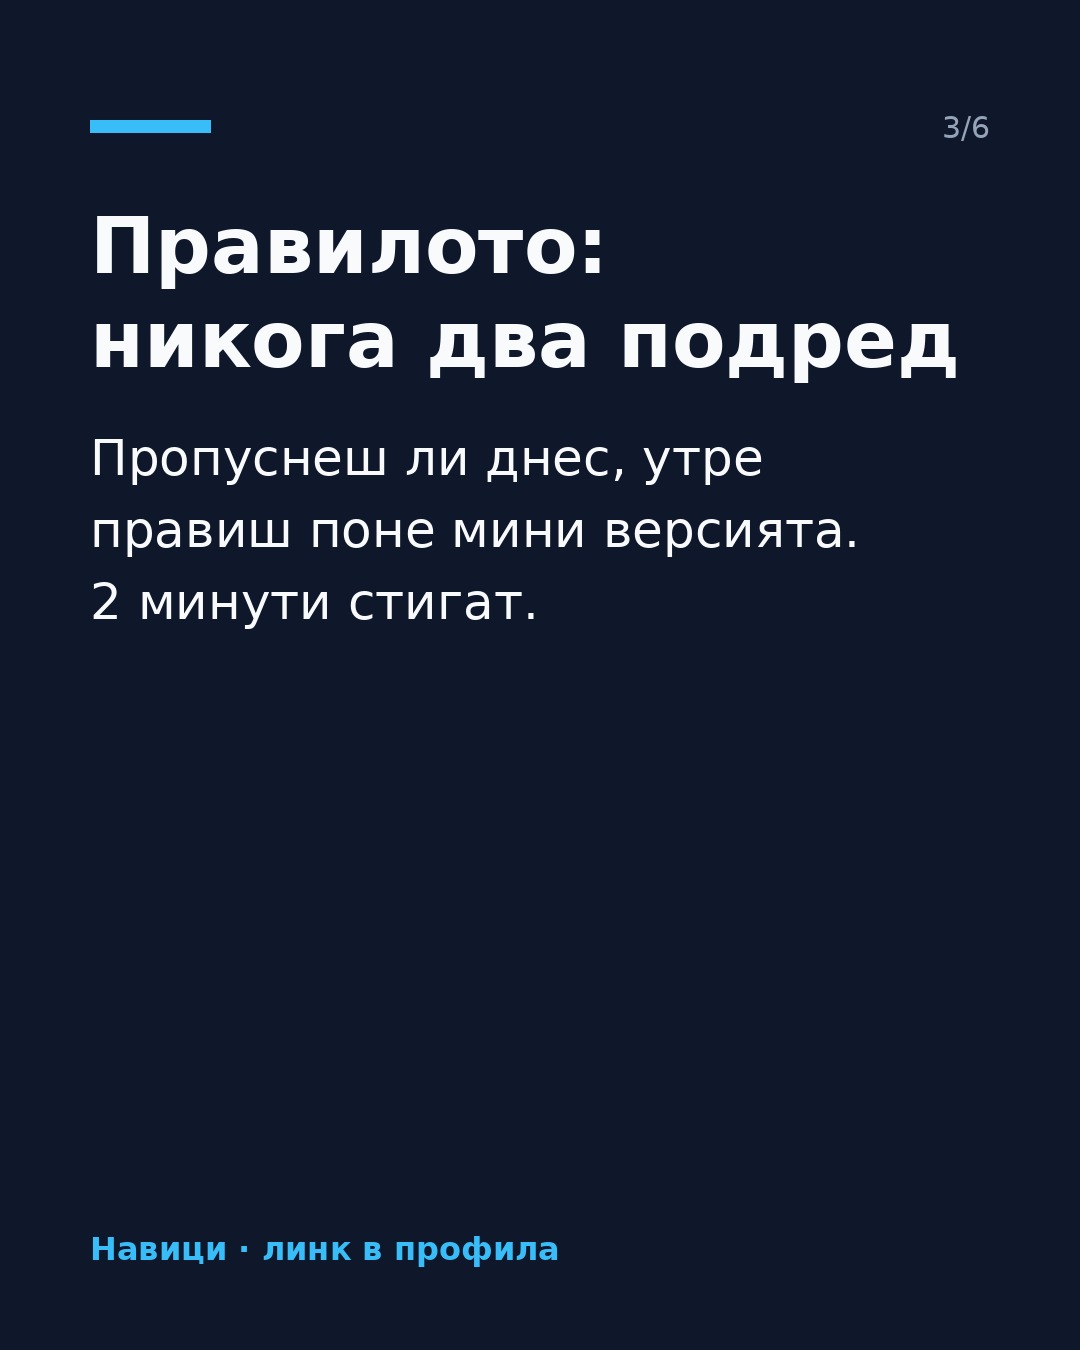 3/6
Правилото:
никога два подред
Пропуснеш ли днес, утре
правиш поне мини версията.
2 минути стигат.
Навици · линк в профила